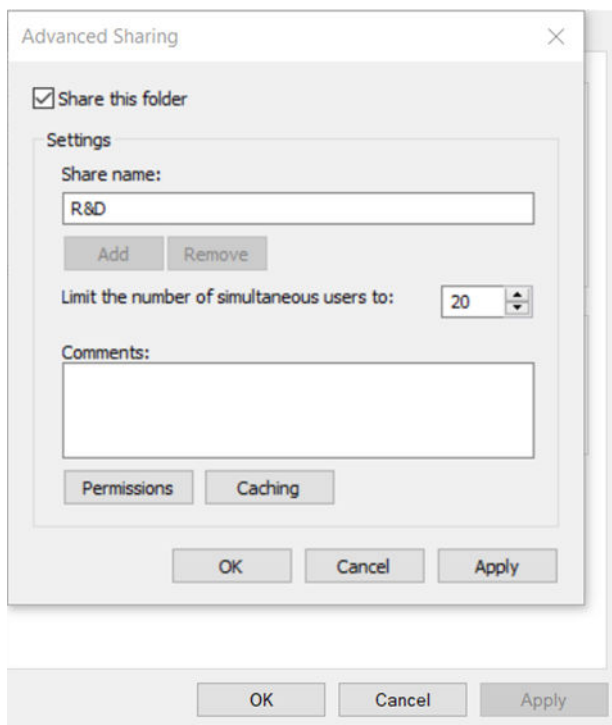 Advanced Sharing
Share this folder
Settings
Share name:
R&D
Add Remove
Limit the number of simultaneous users to: 20
Comments:
Permissions Caching
OK Cancel Apply
OK Cancel Apply